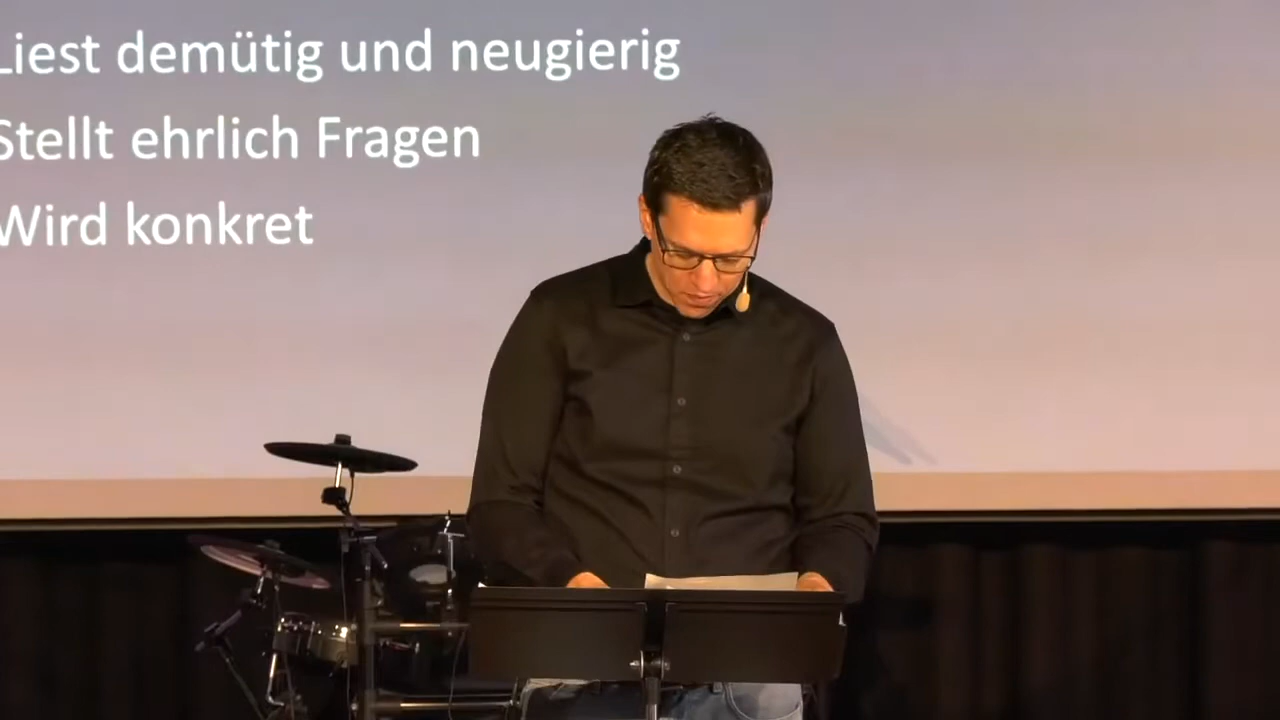 Liest demütig und neugierig
Stellt ehrlich Fragen
Wird konkret